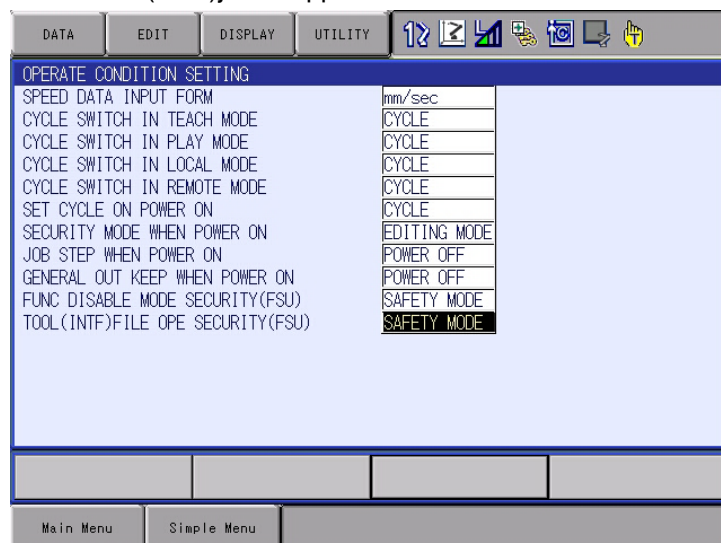 DATA EDIT DISPLAY UTILITY
OPERATE CONDITION SETTING
SPEED DATA INPUT FORM mm/sec
CYCLE SWITCH IN TEACH MODE CYCLE
CYCLE SWITCH IN PLAY MODE CYCLE
CYCLE SWITCH IN LOCAL MODE CYCLE
CYCLE SWITCH IN REMOTE MODE CYCLE
SET CYCLE ON POWER ON CYCLE
SECURITY MODE WHEN POWER ON EDITING MODE
JOB STEP WHEN POWER ON POWER OFF
GENERAL OUT KEEP WHEN POWER ON POWER OFF
FUNC DISABLE MODE SECURITY(FSU) SAFETY MODE
TOOL(INTF)FILE OPE SECURITY(FSU) SAFETY MODE
Main Menu Simple Menu